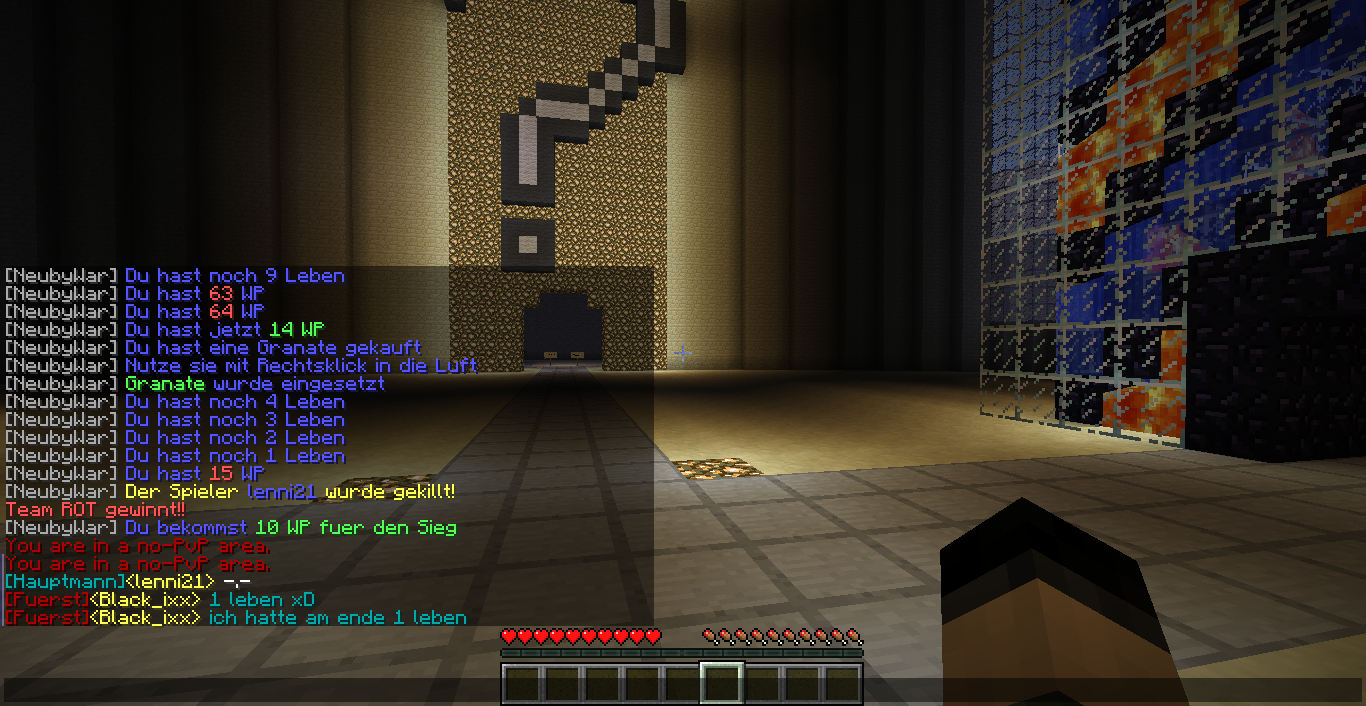 [NeubyWar] Du hast noch 9 Leben
[NeubyWar] Du hast 63 WP
[NeubyWar] Du hast 64 WP
[NeubyWar] Du hast jetzt 14 WP
[NeubyWar] Du hast eine Granate gekauft
[NeubyWar] Nutze sie mit Rechtsklick in die Luft
[NeubyWar] Granate wurde eingesetzt
[NeubyWar] Du hast noch 4 Leben
[NeubyWar] Du hast noch 3 Leben
[NeubyWar] Du hast noch 2 Leben
[NeubyWar] Du hast noch 1 Leben
[NeubyWar] Du hast 15 WP
[NeubyWar] Der Spieler lenni21 wurde gekillt!
Team ROT gewinnt!!
[NeubyWar] Du bekommst 10 WP fuer den Sieg
You are in a no-PvP area.
You are in a no-PvP area.
[Hauptmann]<lenni21> -.-
[Fuerst]<Black_ixx> 1 leben xD
[Fuerst]<Black_ixx> ich hatte am ende 1 leben